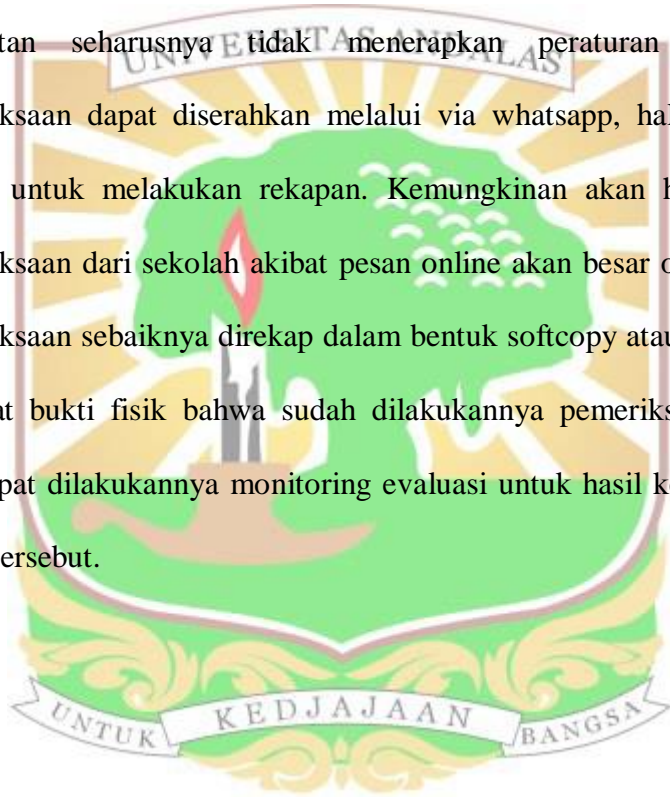 tan seharusnya tidak menerapkan peraturan
UNIVERSITAS ANDALAS
ksaan dapat diserahkan melalui via whatsapp, hal
untuk melakukan rekapan. Kemungkinan akan h
ksaan dari sekolah akibat pesan online akan besar
ksaan sebaiknya direkap dalam bentuk softcopy atau
at bukti fisik bahwa sudah dilakukannya pemeriks
pat dilakukannya monitoring evaluasi untuk hasil k
ersebut.
UNTUK KEDJAJAAN BANGSA